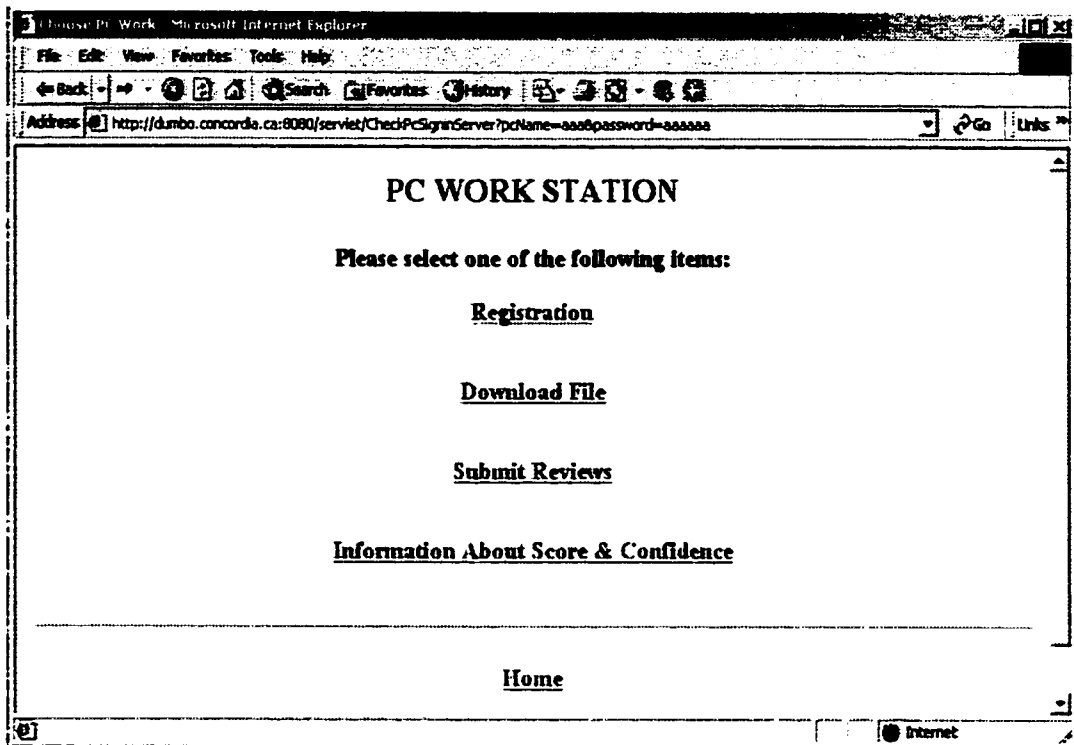 Choose Pc Work - Microsoft Internet Explorer
File Edit View Favorites Tools Help
Back Search Favorites History
Address http://dumbo.concordia.ca:8080/servlet/CheckPcSigninServer?pcName=aaa&password=aaaaaa Go Links »
PC WORK STATION
Please select one of the following items:
Registration
Download File
Submit Reviews
Information About Score & Confidence
Home
Internet